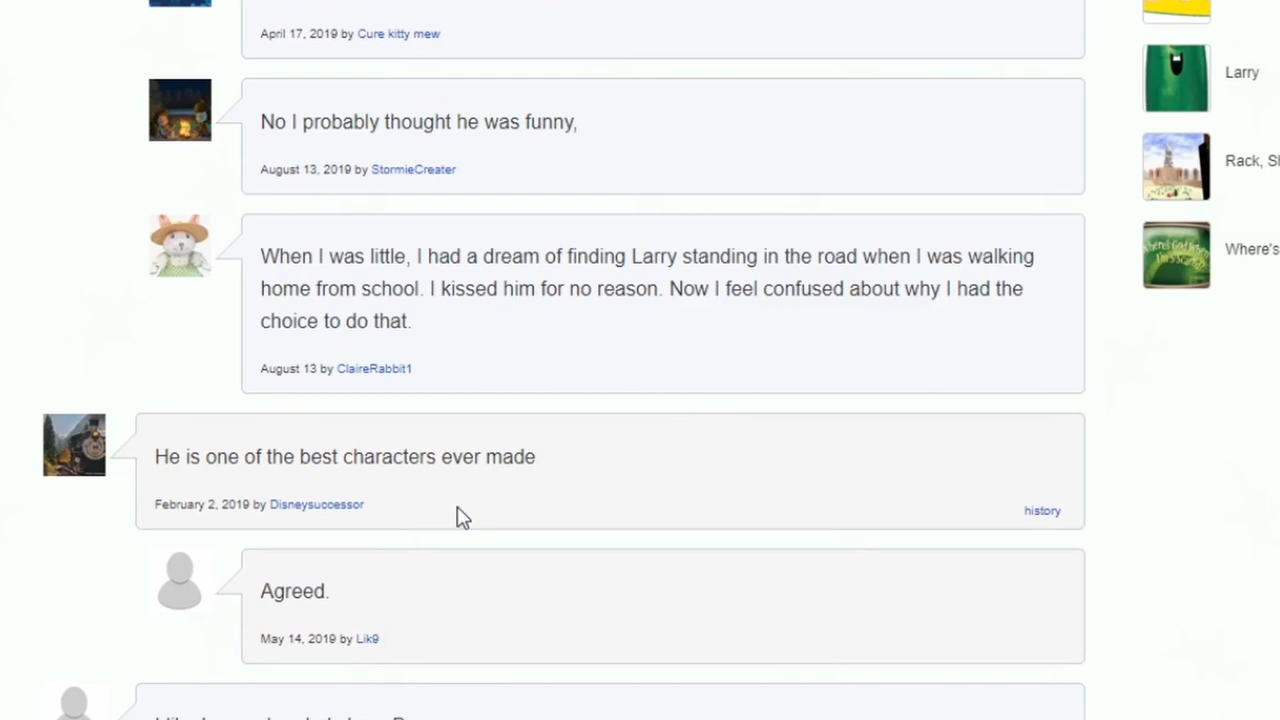 April 17, 2019 by Cure kitty mew
No I probably thought he was funny,
August 13, 2019 by StormieCreater
When I was little, I had a dream of finding Larry standing in the road when I was walking
home from school. I kissed him for no reason. Now I feel confused about why I had the
choice to do that.
August 13 by ClaireRabbit1
He is one of the best characters ever made
February 2, 2019 by Disneysuccessor
history
Agreed.
May 14, 2019 by Lik9
Larry
Rack,
Where's